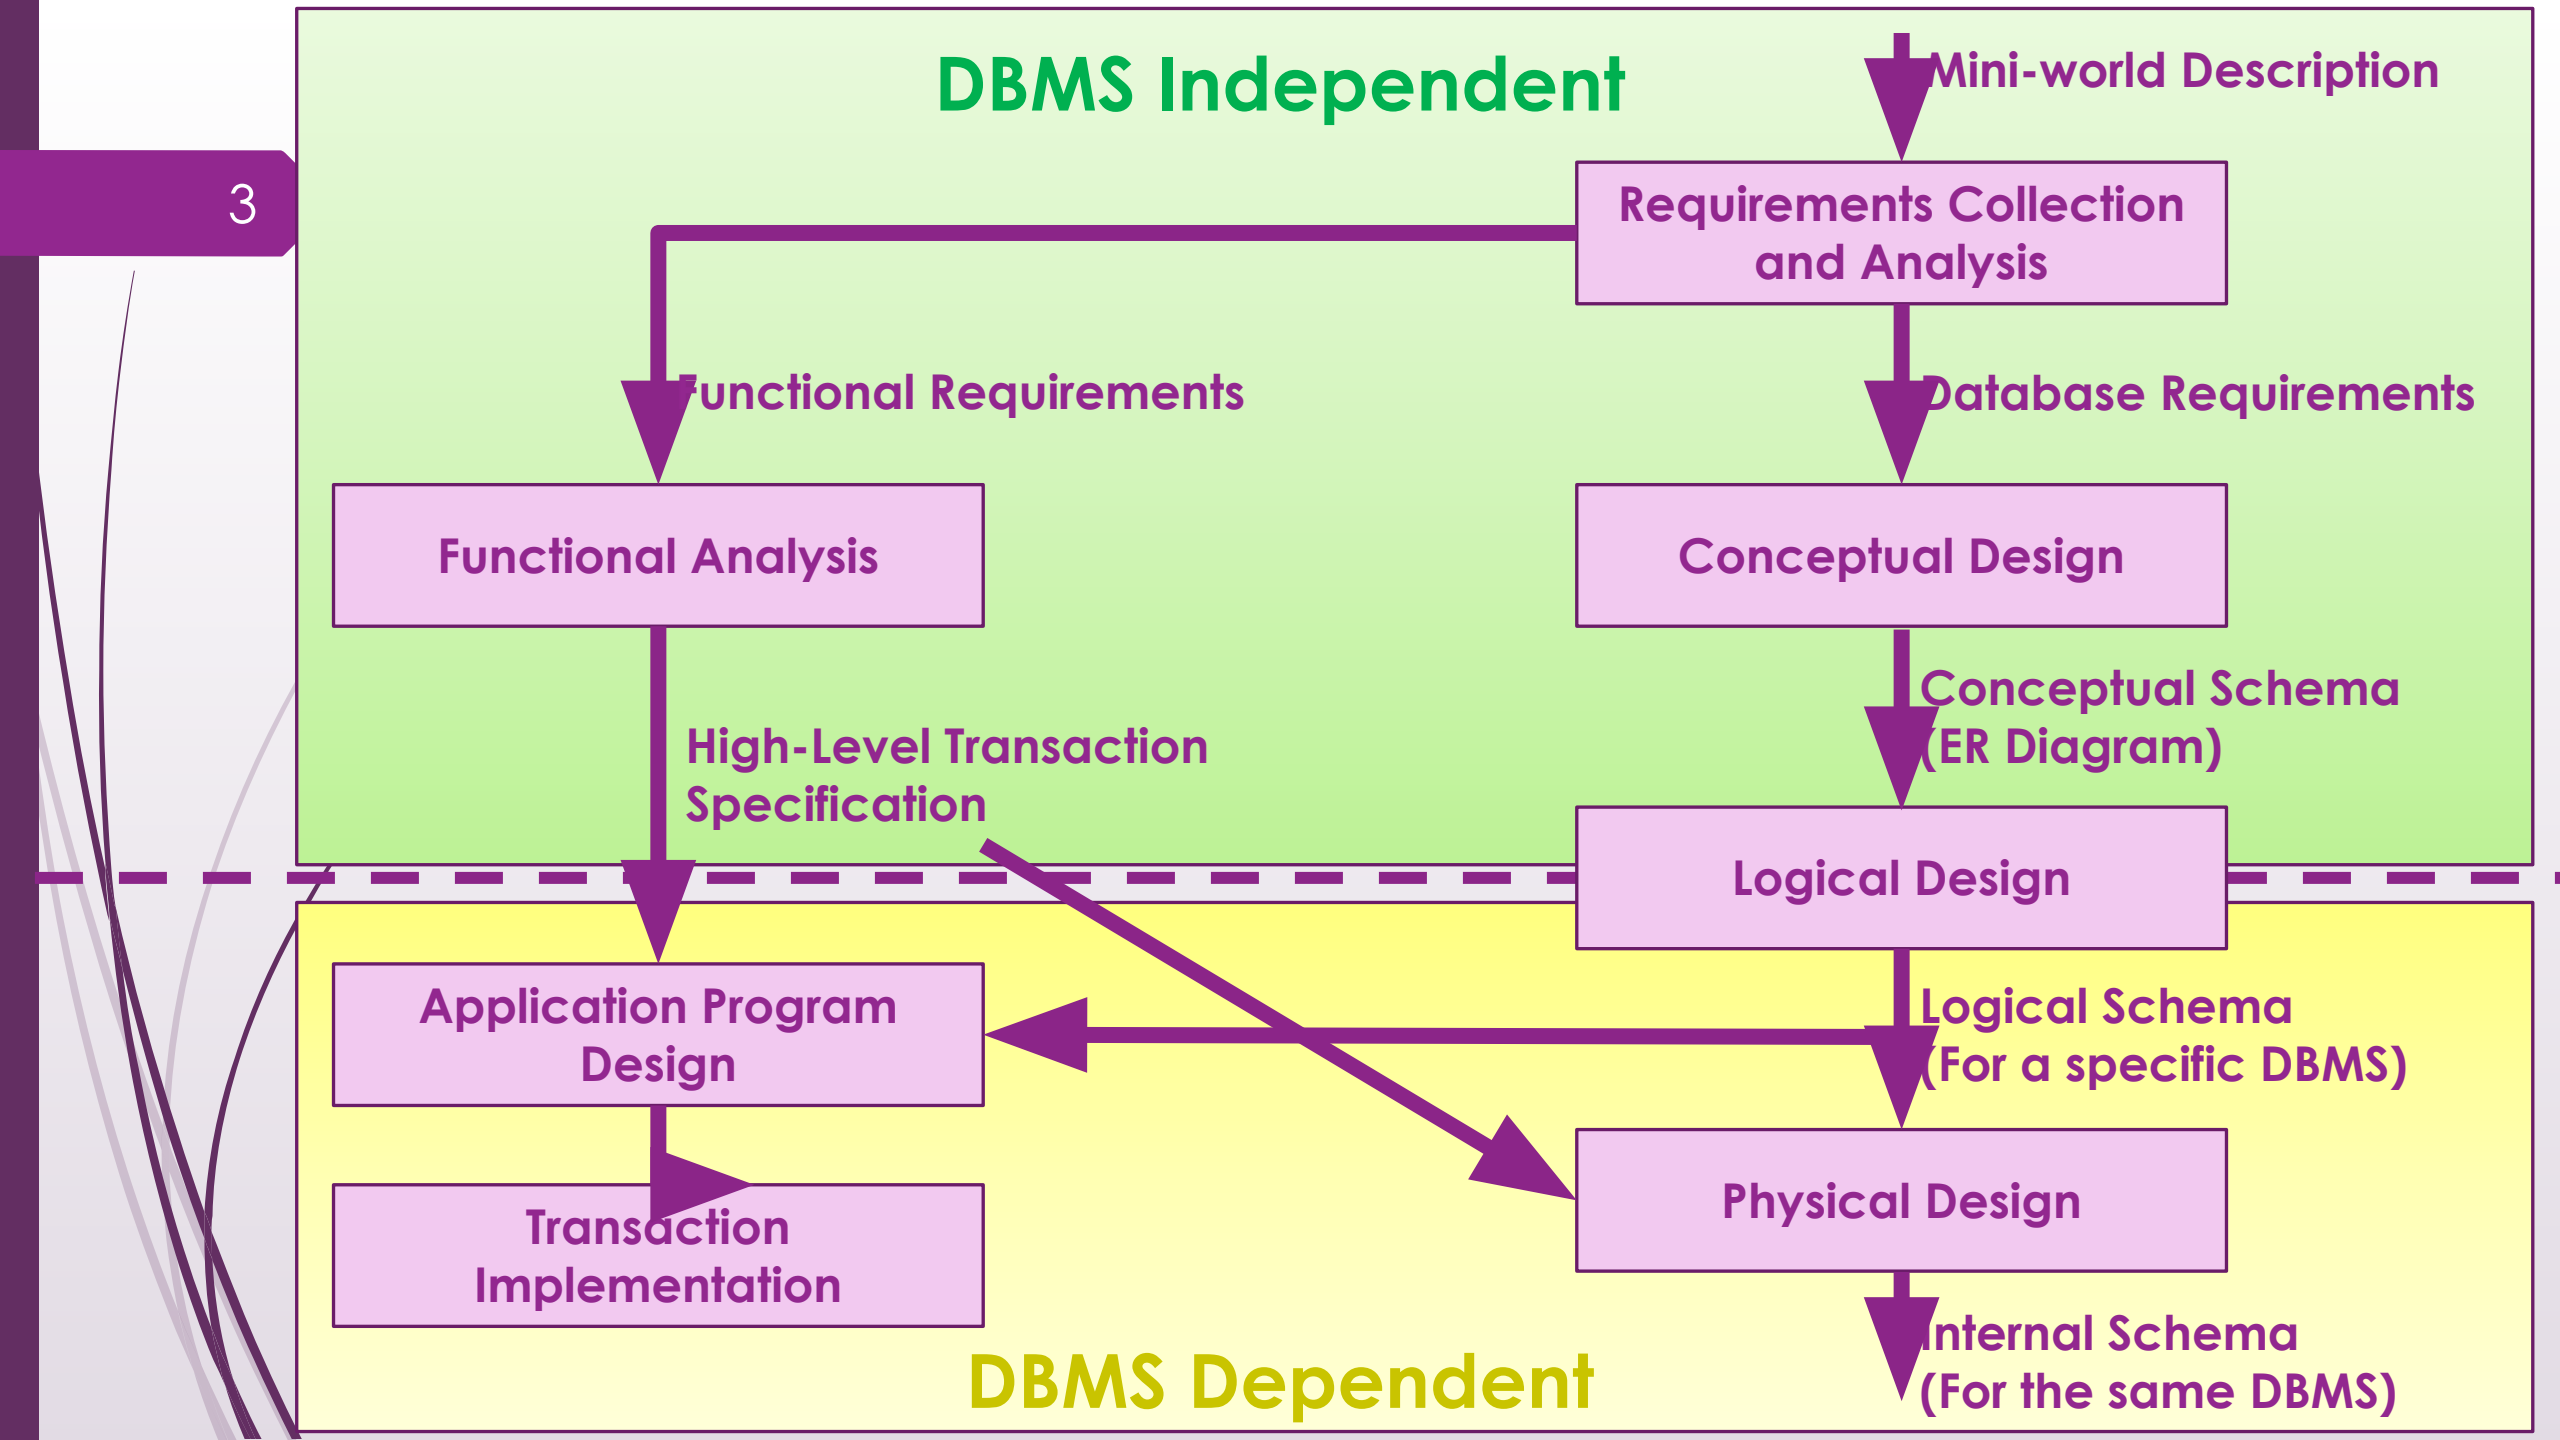 DBMS Independent
Mini-world Description
3
Requirements Collection
and Analysis
Functional Requirements
Database Requirements
Functional Analysis
Conceptual Design
High-Level Transaction
Specification
Conceptual Schema
(ER Diagram)
Logical Design
Application Program
Design
Logical Schema
(For a specific DBMS)
Transaction
Implementation
Physical Design
DBMS Dependent
Internal Schema
(For the same DBMS)